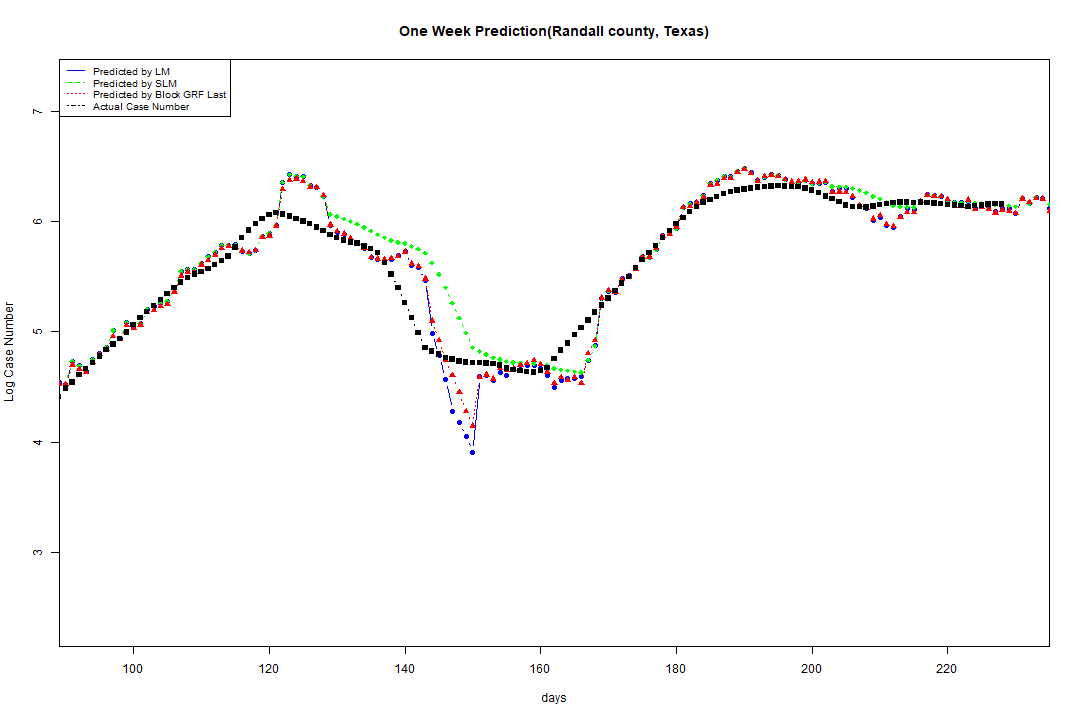 One Week Prediction(Randall county, Texas)
Predicted by LM
Predicted by SLM
Predicted by Block GRF Last
Actual Case Number
7
6
5
4
3
Log Case Number
100 120 140 160 180 200 220
days